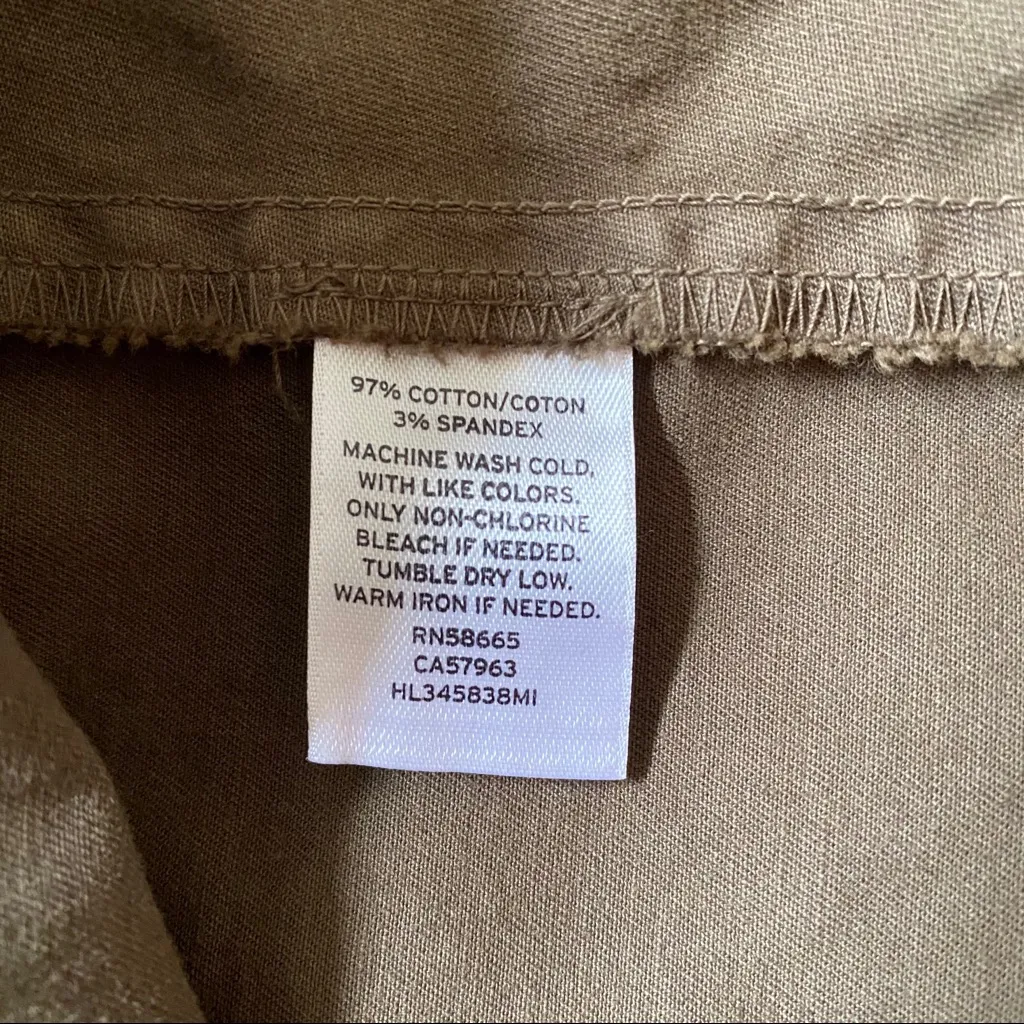 97% COTTON/COTON
3% SPANDEX
MACHINE WASH COLD,
WITH LIKE COLORS.
ONLY NON-CHLORINE
BLEACH IF NEEDED.
TUMBLE DRY LOW.
WARM IRON IF NEEDED.
RN58665
CA57963
HL345838MI